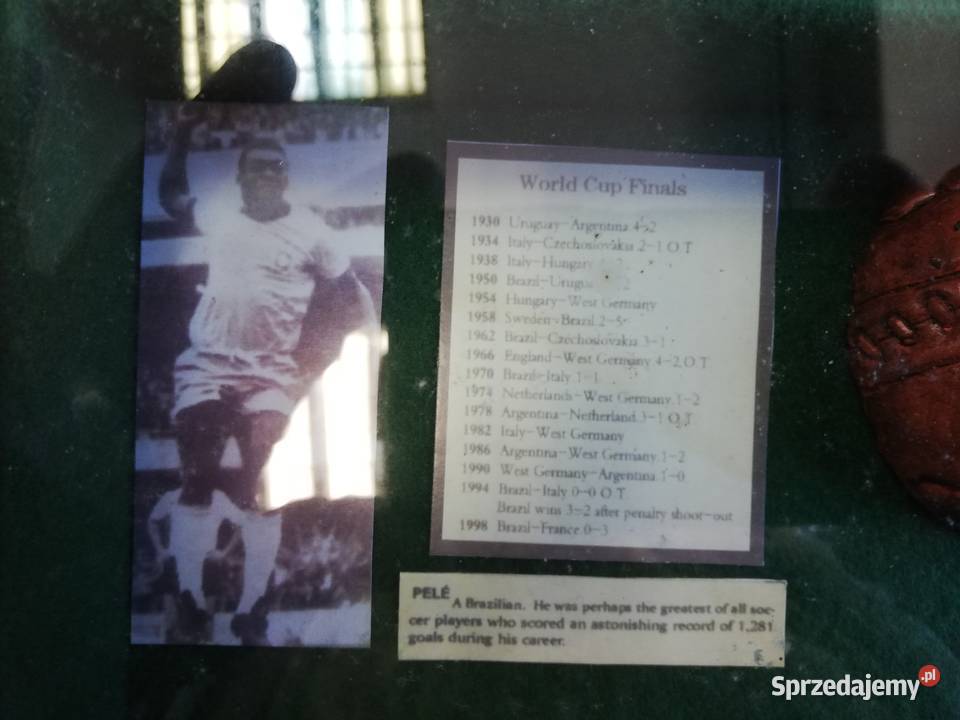 World Cup Finals
1930 Uruguay-Argentina 4-2
1934 Italy-Czechoslovakia 2-1 O.T
1938 Italy-Hungary
1950 Brazil-Urugu
1954 Hungary-West Germany
1958 Sweden-Brazil 2-5
1962 Brazil-Czechoslovakia 3-1
1966 England-West Germany 4-2 O.T
1970 Brazil-Italy 1-1
1974 Netherlands-West Germany 1-2
1978 Argentina-Netherland 3-1 O.T
1982 Italy-West Germany
1986 Argentina-West Germany 1-2
1990 West Germany-Argentina 1-0
1994 Brazil-Italy 0-0 O.T
Brazil wins 3-2 after penalty shoot-out
1998 Brazil-France 0-3
PELÉ
A Brazilian. He was perhaps the greatest of all soc-
cer players who scored an astonishing record of 1,281
goals during his career.
Sprzedajemy.pl